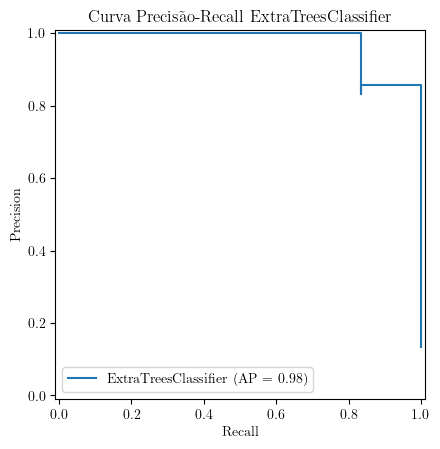 Curva Precisão-Recall ExtraTreesClassifier
1.0
0.8
0.6
0.4
0.2
0.0
Precision
ExtraTreesClassifier (AP = 0.98)
0.0 0.2 0.4 0.6 0.8 1.0
Recall